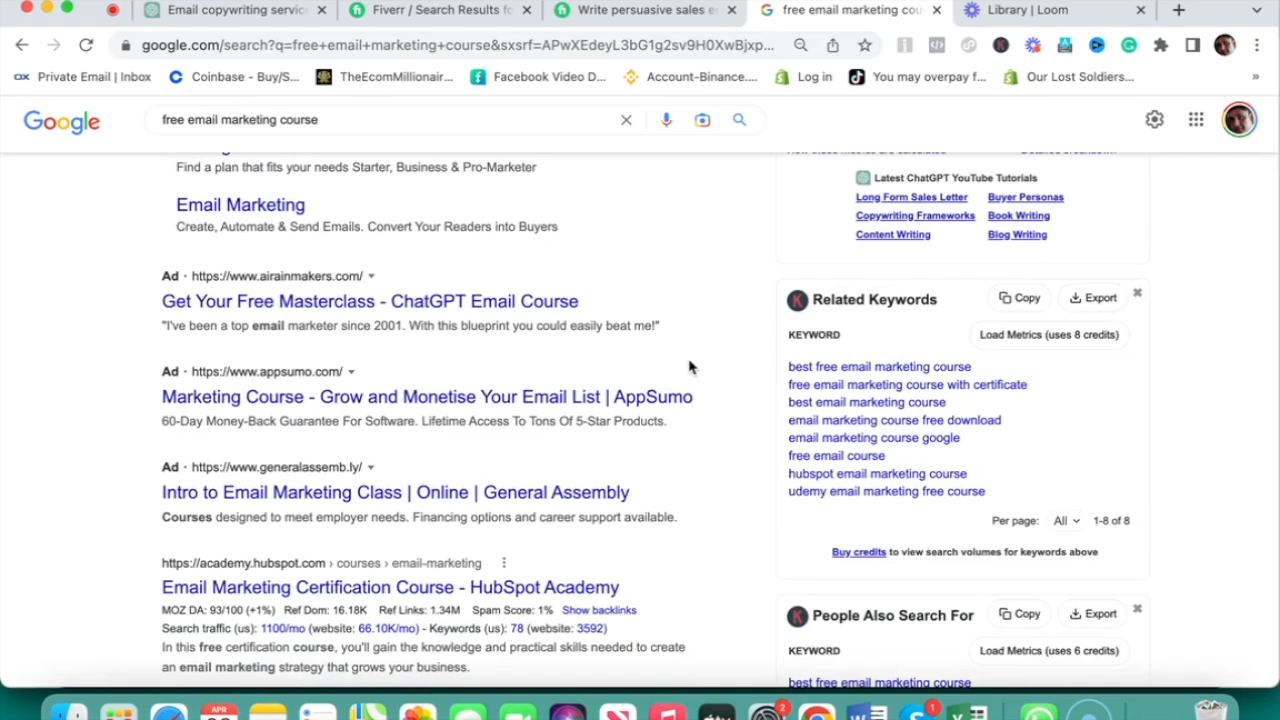 Email copywriting servic
Fiverr / Search Results fo
Write persuasive sales e
free email marketing cou
Library | Loom
google.com/search?q=free+email+marketing+course&sxsrf=APwXEdeyL3bG1g2sv9H0XwBjxp...
OX Private Email | Inbox
Coinbase - Buy/S...
TheEcomMillionair...
Facebook Video D...
Account-Binance....
Log in
You may overpay f...
Our Lost Soldiers...
»
Google
free email marketing course
Find a plan that fits your needs Starter, Business & Pro-Marketer
Email Marketing
Create, Automate & Send Emails. Convert Your Readers into Buyers
Ad · https://www.airainmakers.com/
Get Your Free Masterclass - ChatGPT Email Course
"I've been a top email marketer since 2001. With this blueprint you could easily beat me!"
Ad · https://www.appsumo.com/
Marketing Course - Grow and Monetise Your Email List | AppSumo
60-Day Money-Back Guarantee For Software. Lifetime Access To Tons Of 5-Star Products.
Ad · https://www.generalassemb.ly/
Intro to Email Marketing Class | Online | General Assembly
Courses designed to meet employer needs. Financing options and career support available.
https://academy.hubspot.com › courses › email-marketing
Email Marketing Certification Course - HubSpot Academy
MOZ DA: 93/100 (+1%) Ref Dom: 16.18K Ref Links: 1.34M Spam Score: 1% Show backlinks
Search traffic (us): 1100/mo (website: 66.10K/mo) - Keywords (us): 78 (website: 3592)
In this free certification course, you'll gain the knowledge and practical skills needed to create
an email marketing strategy that grows your business.
Latest ChatGPT YouTube Tutorials
Long Form Sales Letter Buyer Personas
Copywriting Frameworks Book Writing
Content Writing Blog Writing
K Related Keywords Copy Export
KEYWORD Load Metrics (uses 8 credits)
best free email marketing course
free email marketing course with certificate
best email marketing course
email marketing course free download
email marketing course google
free email course
hubspot email marketing course
udemy email marketing free course
Per page: All 1-8 of 8
Buy credits to view search volumes for keywords above
K People Also Search For Copy Export
KEYWORD Load Metrics (uses 6 credits)
best free email marketing course
APR
2
1